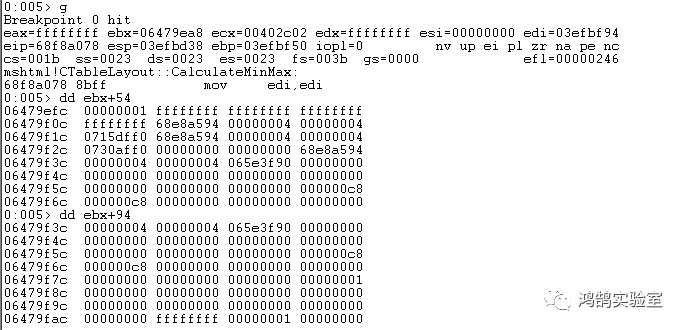 0:005> g
Breakpoint 0 hit
eax=ffffffff ebx=06479ea8 ecx=00402c02 edx=ffffffff esi=00000000 edi=03efbf94
eip=68f8a078 esp=03efbd38 ebp=03efbf50 iopl=0 nv up ei pl zr na pe nc
cs=001b ss=0023 ds=0023 es=0023 fs=003b gs=0000 efl=00000246
mshtml!CTableLayout::CalculateMinMax:
68f8a078 8bff mov edi,edi
0:005> dd ebx+54
06479efc 00000001 ffffffff ffffffff ffffffff
06479f0c ffffffff 68e8a594 00000004 00000004
06479f1c 0715dff0 68e8a594 00000004 00000004
06479f2c 0730aff0 00000000 00000000 68e8a594
06479f3c 00000004 00000004 065e3f90 00000000
06479f4c 00000000 00000000 00000000 00000000
06479f5c 00000000 00000000 00000000 000000c8
06479f6c 000000c8 00000000 00000000 00000000
0:005> dd ebx+94
06479f3c 00000004 00000004 065e3f90 00000000
06479f4c 00000000 00000000 00000000 00000000
06479f5c 00000000 00000000 00000000 000000c8
06479f6c 000000c8 00000000 00000000 00000000
06479f7c 00000000 00000000 00000000 00000001
06479f8c 00000000 00000000 00000000 00000000
06479f9c 00000000 00000000 00000000 00000000
06479fac 00000000 ffffffff 00000001 00000000
鸿鹄实验室